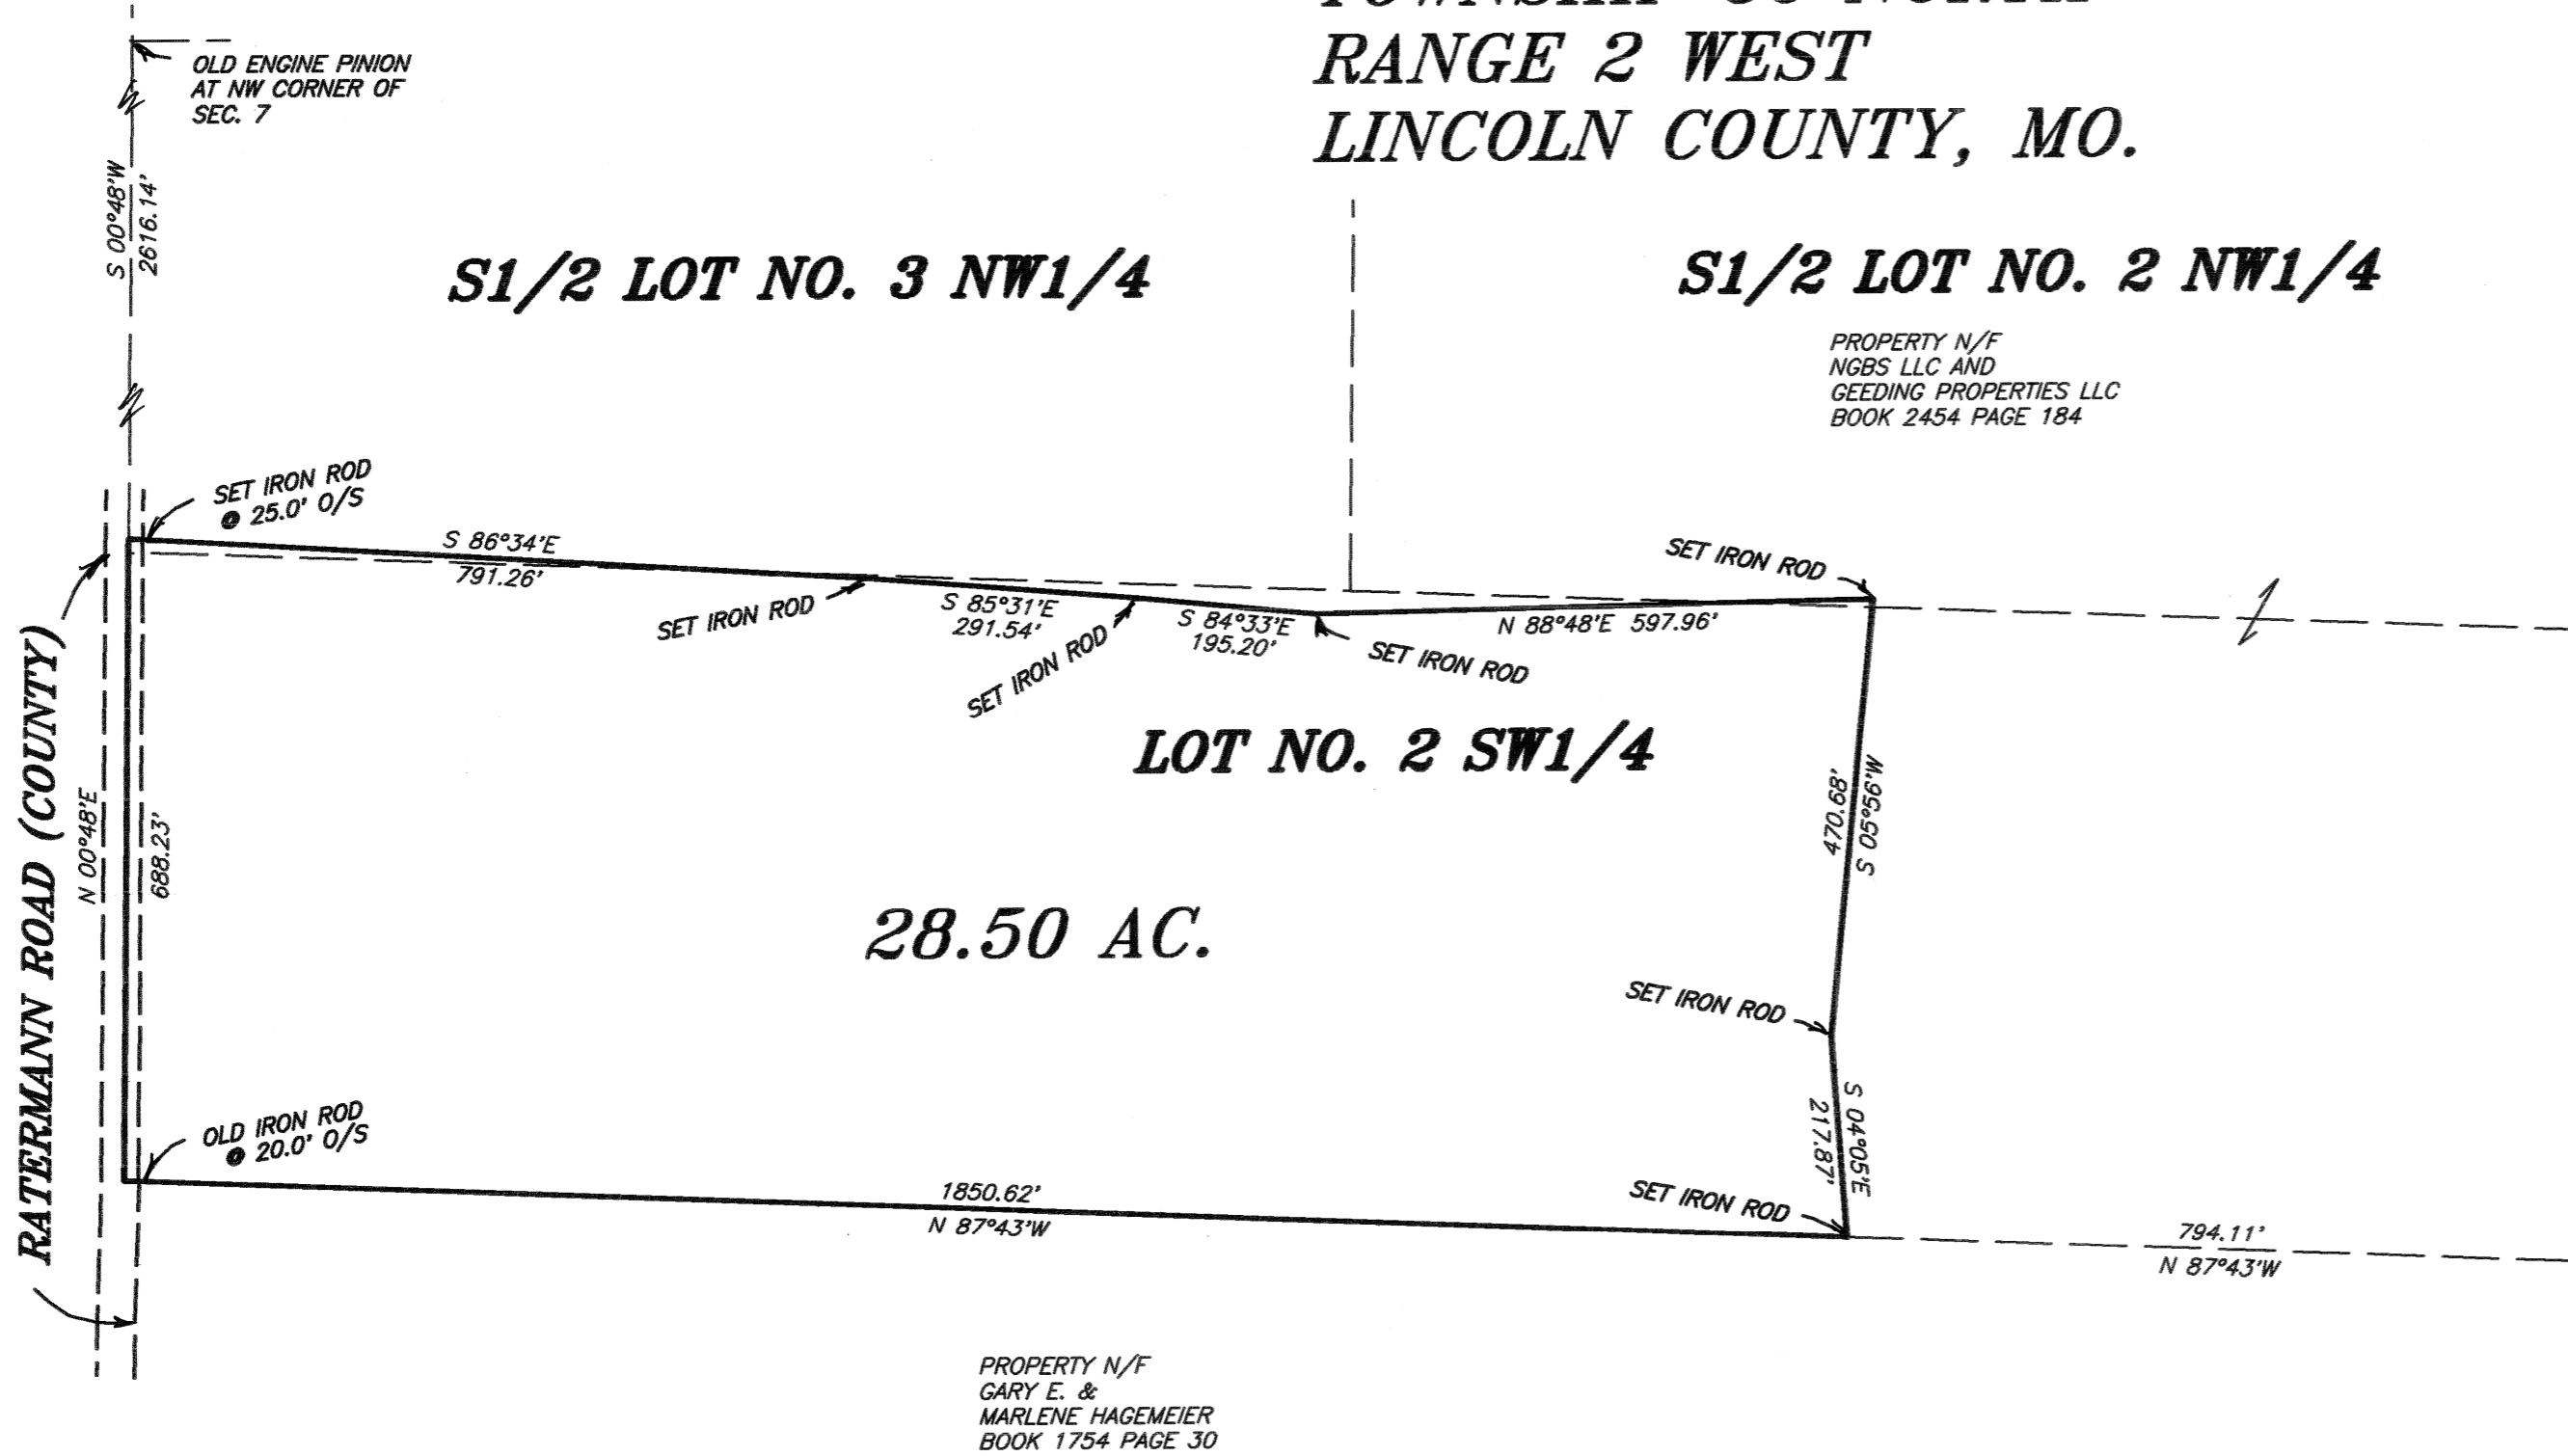 RANGE 2 WEST
LINCOLN COUNTY, MO.
OLD ENGINE PINION
AT NW CORNER OF
SEC. 7
S 00°48'W
2616.14'
S1/2 LOT NO. 3 NW1/4
S1/2 LOT NO. 2 NW1/4
PROPERTY N/F
NGBS LLC AND
GEEDING PROPERTIES LLC
BOOK 2454 PAGE 184
SET IRON ROD
@ 25.0' O/S
S 86°34'E
791.26'
SET IRON ROD
S 85°31'E
291.54'
SET IRON ROD
S 84°33'E
195.20'
SET IRON ROD
N 88°48'E 597.96'
SET IRON ROD
RATERMANN ROAD (COUNTY)
N 00°48'E
688.23'
LOT NO. 2 SW1/4
470.68'
S 05°56'W
28.50 AC.
SET IRON ROD
S 04°05'E
217.87'
OLD IRON ROD
@ 20.0' O/S
SET IRON ROD
1850.62'
N 87°43'W
794.11'
N 87°43'W
PROPERTY N/F
GARY E. &
MARLENE HAGEMEIER
BOOK 1754 PAGE 30